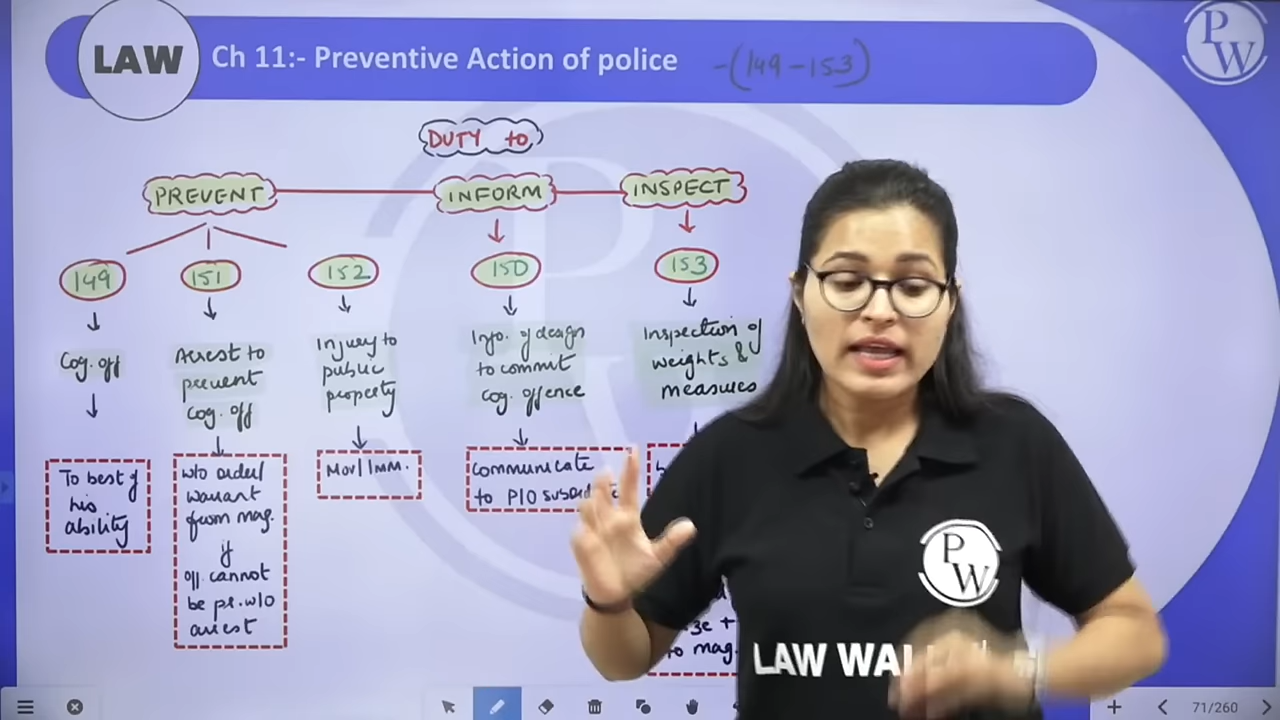 LAW
Ch 11:- Preventive Action of police -(149-153)
PW
DUTY to
PREVENT
INFORM
INSPECT
149
151
152
150
153
Cog. off
To best of
his
ability
Arrest to
prevent
Cog. off
w/o order/
warrant
from mag.
if
off. cannot
be pr. w/o
arrest
Injury to
public
property
Mov/Imm.
Info. of design
to commit
cog. offence
communicate
to P/O
Inspection of
weights &
measures
to mag.
PW
LAW
71/260